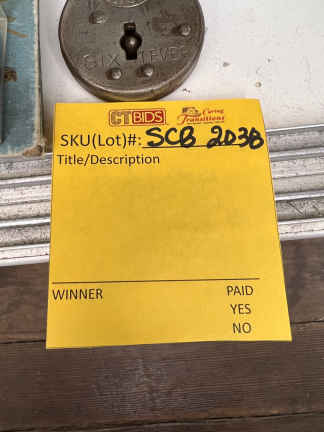 SIX LEVER
CTBIDS
Caring Transitions
SKU(Lot)#: SCB 2038
Title/Description
WINNER
PAID
YES
NO